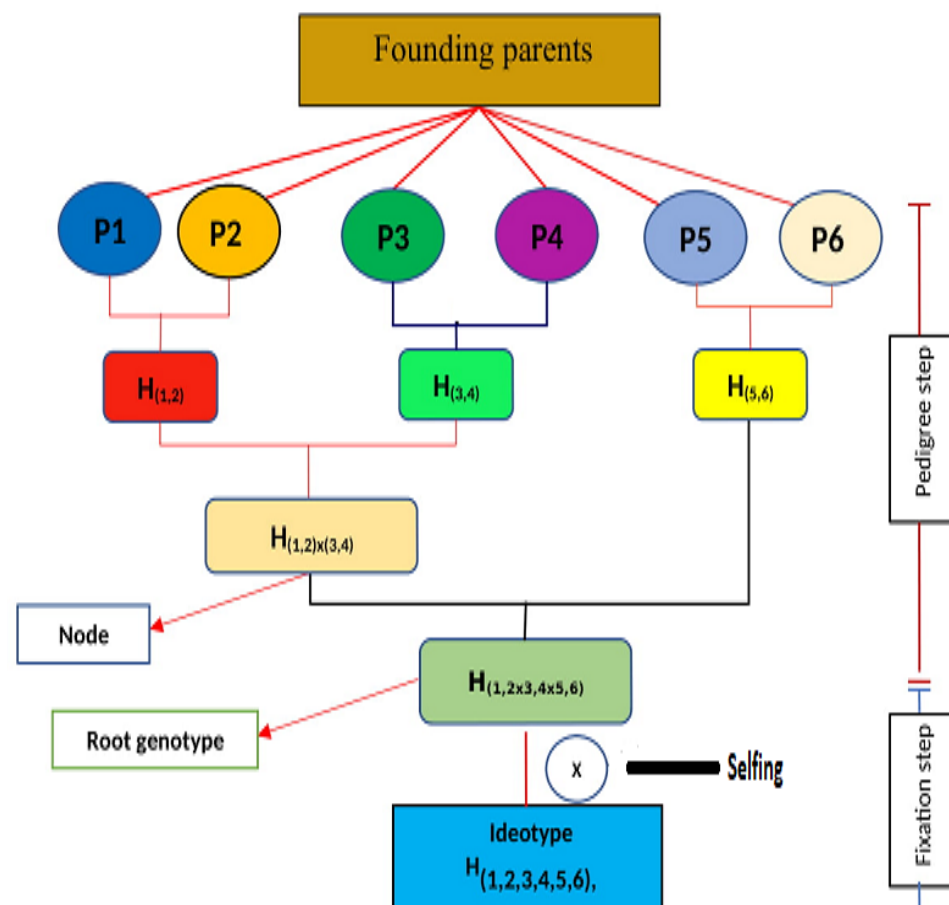 Founding parents
P1
P2
P3
P4
P5
P6
H(1,2)
H(3,4)
H(5,6)
Pedigree step
H(1,2)x(3,4)
Node
H(1,2x3,4x5,6)
Root genotype
x
Selfing
Fixation step
Ideotype
H(1,2,3,4,5,6),